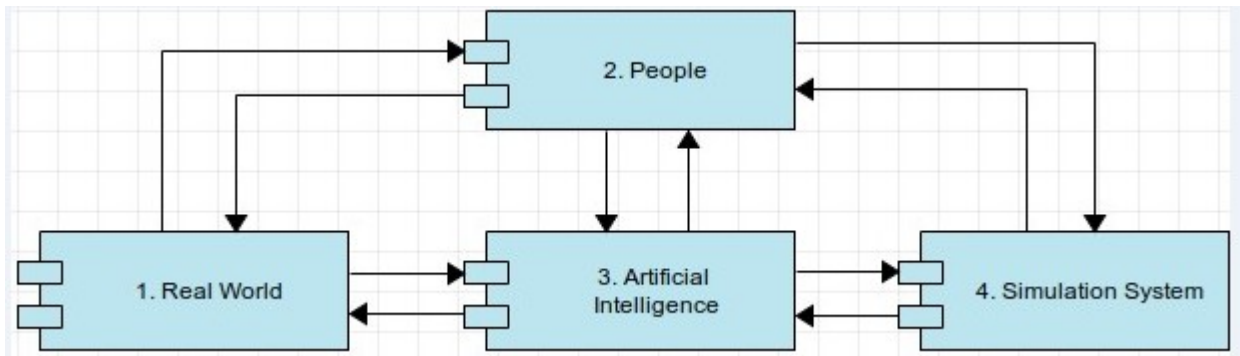 2. People
1. Real World
3. Artificial
Intelligence
4. Simulation System